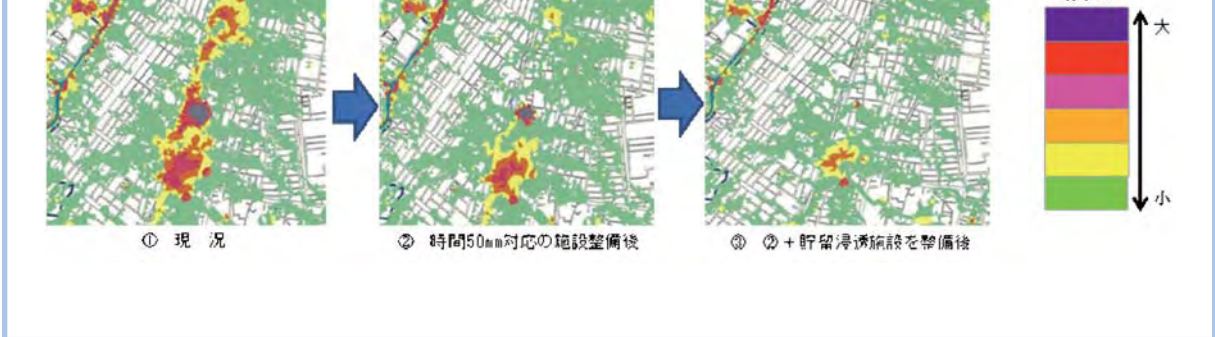 大
小
① 現 況
② 時間50mm対応の施設整備後
③ ②+貯留浸透施設を整備後